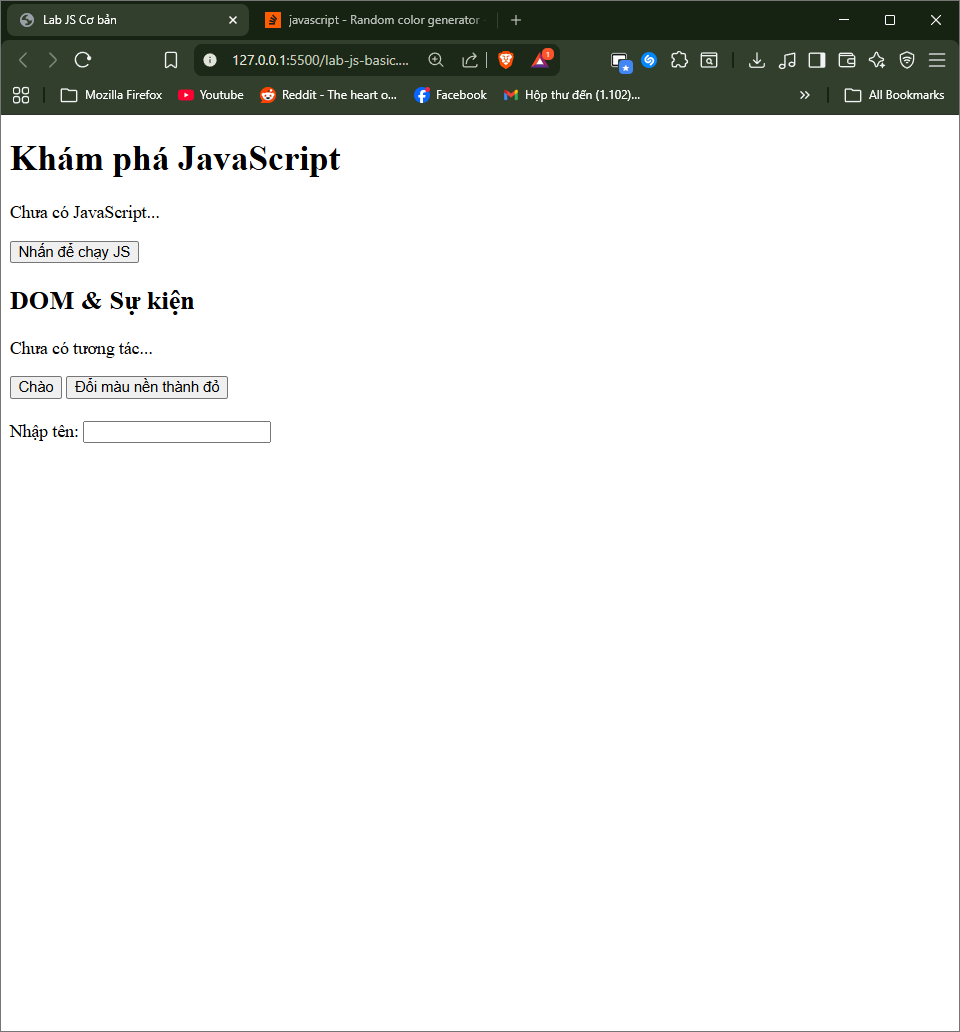 Lab JS Cơ bản
javascript - Random color generator
127.0.0.1:5500/lab-js-basic....
1
Mozilla Firefox
Youtube
Reddit - The heart o...
Facebook
Hộp thư đến (1.102)...
All Bookmarks
Khám phá JavaScript
Chưa có JavaScript...
Nhấn để chạy JS
DOM & Sự kiện
Chưa có tương tác...
Chào Đổi màu nền thành đỏ
Nhập tên: